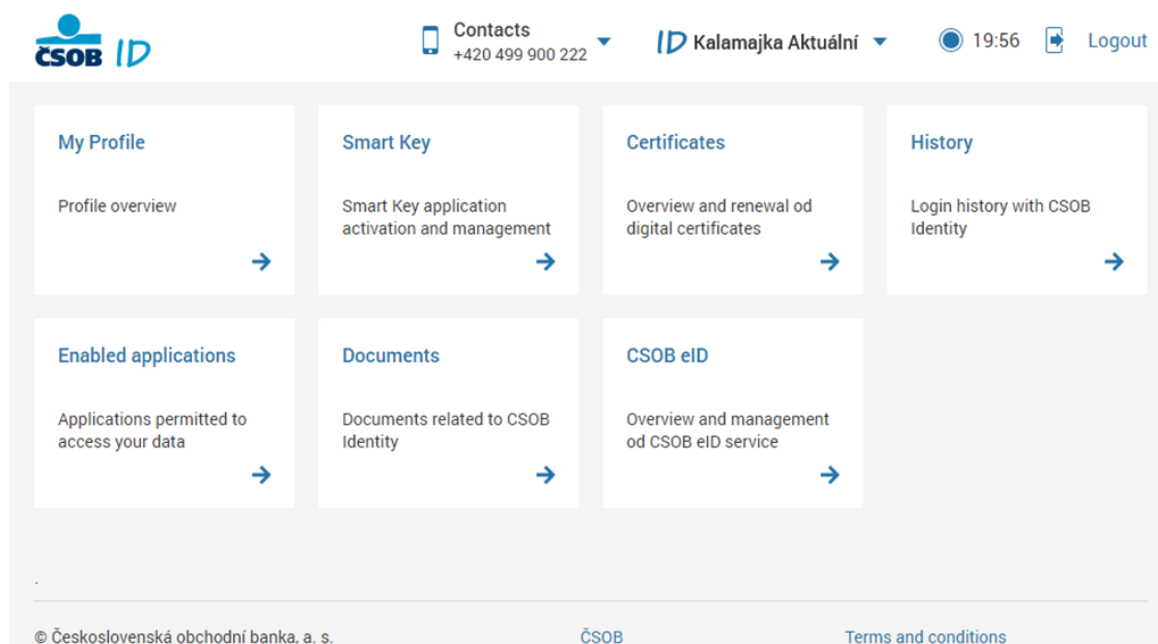 ČSOB ID
Contacts
+420 499 900 222
ID Kalamajka Aktuální
19:56
Logout
My Profile
Profile overview
Smart Key
Smart Key application
activation and management
Certificates
Overview and renewal od
digital certificates
History
Login history with CSOB
Identity
Enabled applications
Applications permitted to
access your data
Documents
Documents related to CSOB
Identity
CSOB eID
Overview and management
od CSOB eID service
.
© Československá obchodní banka, a. s.
ČSOB
Terms and conditions